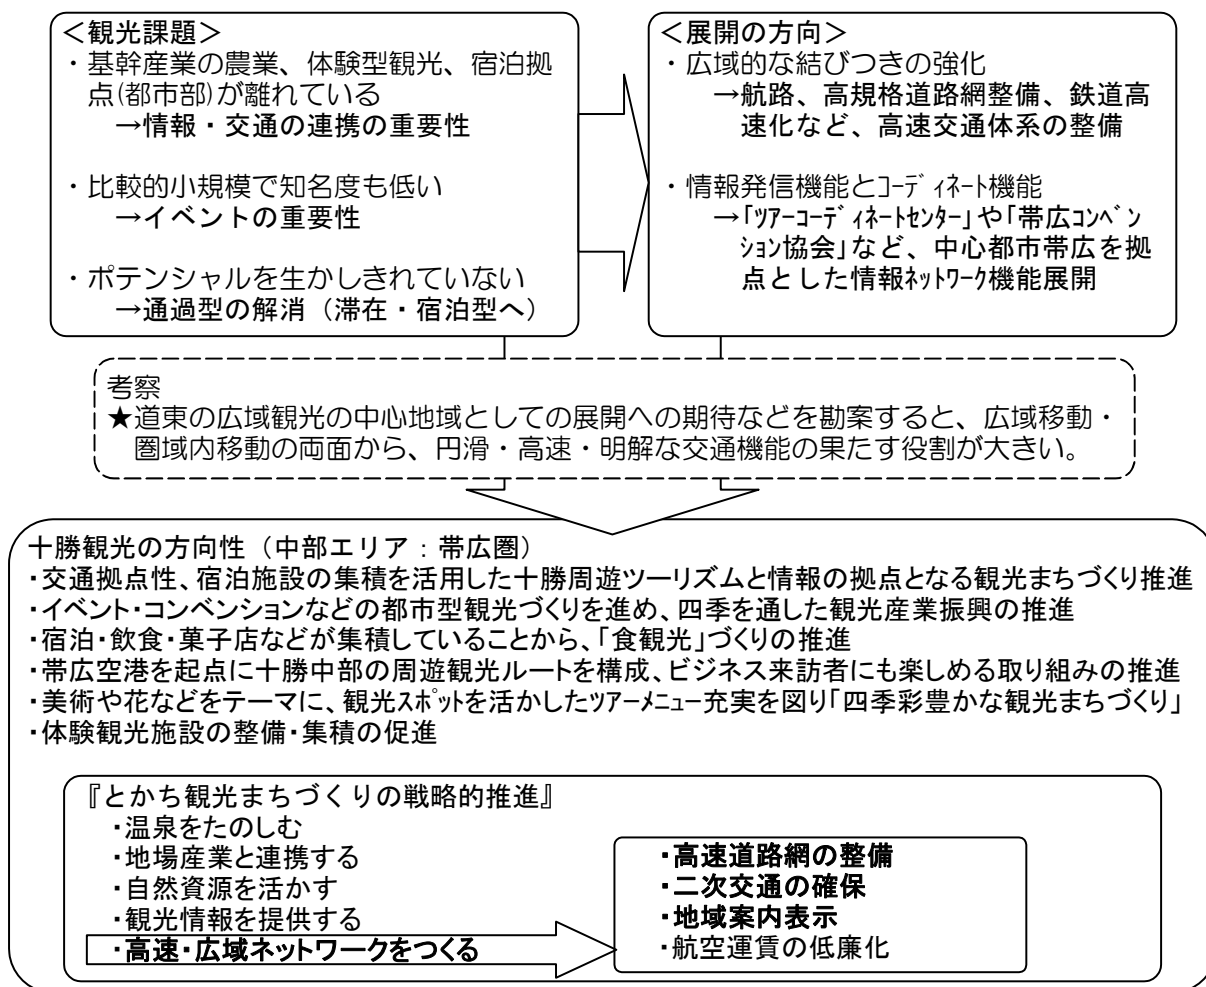 ＜観光課題＞
・基幹産業の農業、体験型観光、宿泊拠
点(都市部)が離れている
→情報・交通の連携の重要性
・比較的小規模で知名度も低い
→イベントの重要性
・ポテンシャルを生かしきれていない
→通過型の解消（滞在・宿泊型へ）
＜展開の方向＞
・広域的な結びつきの強化
→航路、高規格道路網整備、鉄道高
速化など、高速交通体系の整備
・情報発信機能とｺｰﾃﾞｨﾈｰﾄ機能
→｢ﾂｱｰｺｰﾃﾞｨﾈｰﾄｾﾝﾀｰ｣や｢帯広ｺﾝﾍﾞﾝ
ｼｮﾝ協会｣など、中心都市帯広を拠
点とした情報ﾈｯﾄﾜｰｸ機能展開
考察
★道東の広域観光の中心地域としての展開への期待などを勘案すると、広域移動・
圏域内移動の両面から、円滑・高速・明解な交通機能の果たす役割が大きい。
十勝観光の方向性（中部エリア：帯広圏）
・交通拠点性、宿泊施設の集積を活用した十勝周遊ツーリズムと情報の拠点となる観光まちづくり推進
・イベント・コンベンションなどの都市型観光づくりを進め、四季を通した観光産業振興の推進
・宿泊・飲食・菓子店などが集積していることから、「食観光」づくりの推進
・帯広空港を起点に十勝中部の周遊観光ルートを構成、ビジネス来訪者にも楽しめる取り組みの推進
・美術や花などをテーマに、観光ｽﾎﾟｯﾄを活かしたﾂｱｰﾒﾆｭｰ充実を図り｢四季彩豊かな観光まちづくり｣
・体験観光施設の整備・集積の促進
『とかち観光まちづくりの戦略的推進』
・温泉をたのしむ
・地場産業と連携する
・自然資源を活かす
・観光情報を提供する
・高速・広域ネットワークをつくる
・高速道路網の整備
・二次交通の確保
・地域案内表示
・航空運賃の低廉化